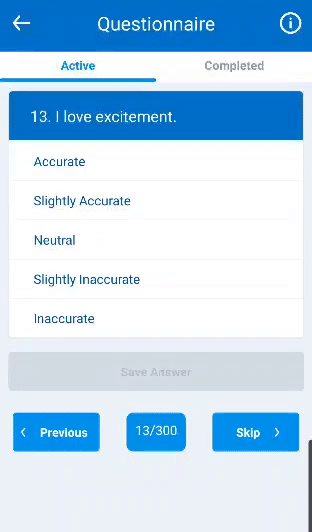 Questionnaire
Active
Completed
13. I love excitement.
Accurate
Slightly Accurate
Neutral
Slightly Inaccurate
Inaccurate
Save Answer
Previous
13/300
Skip